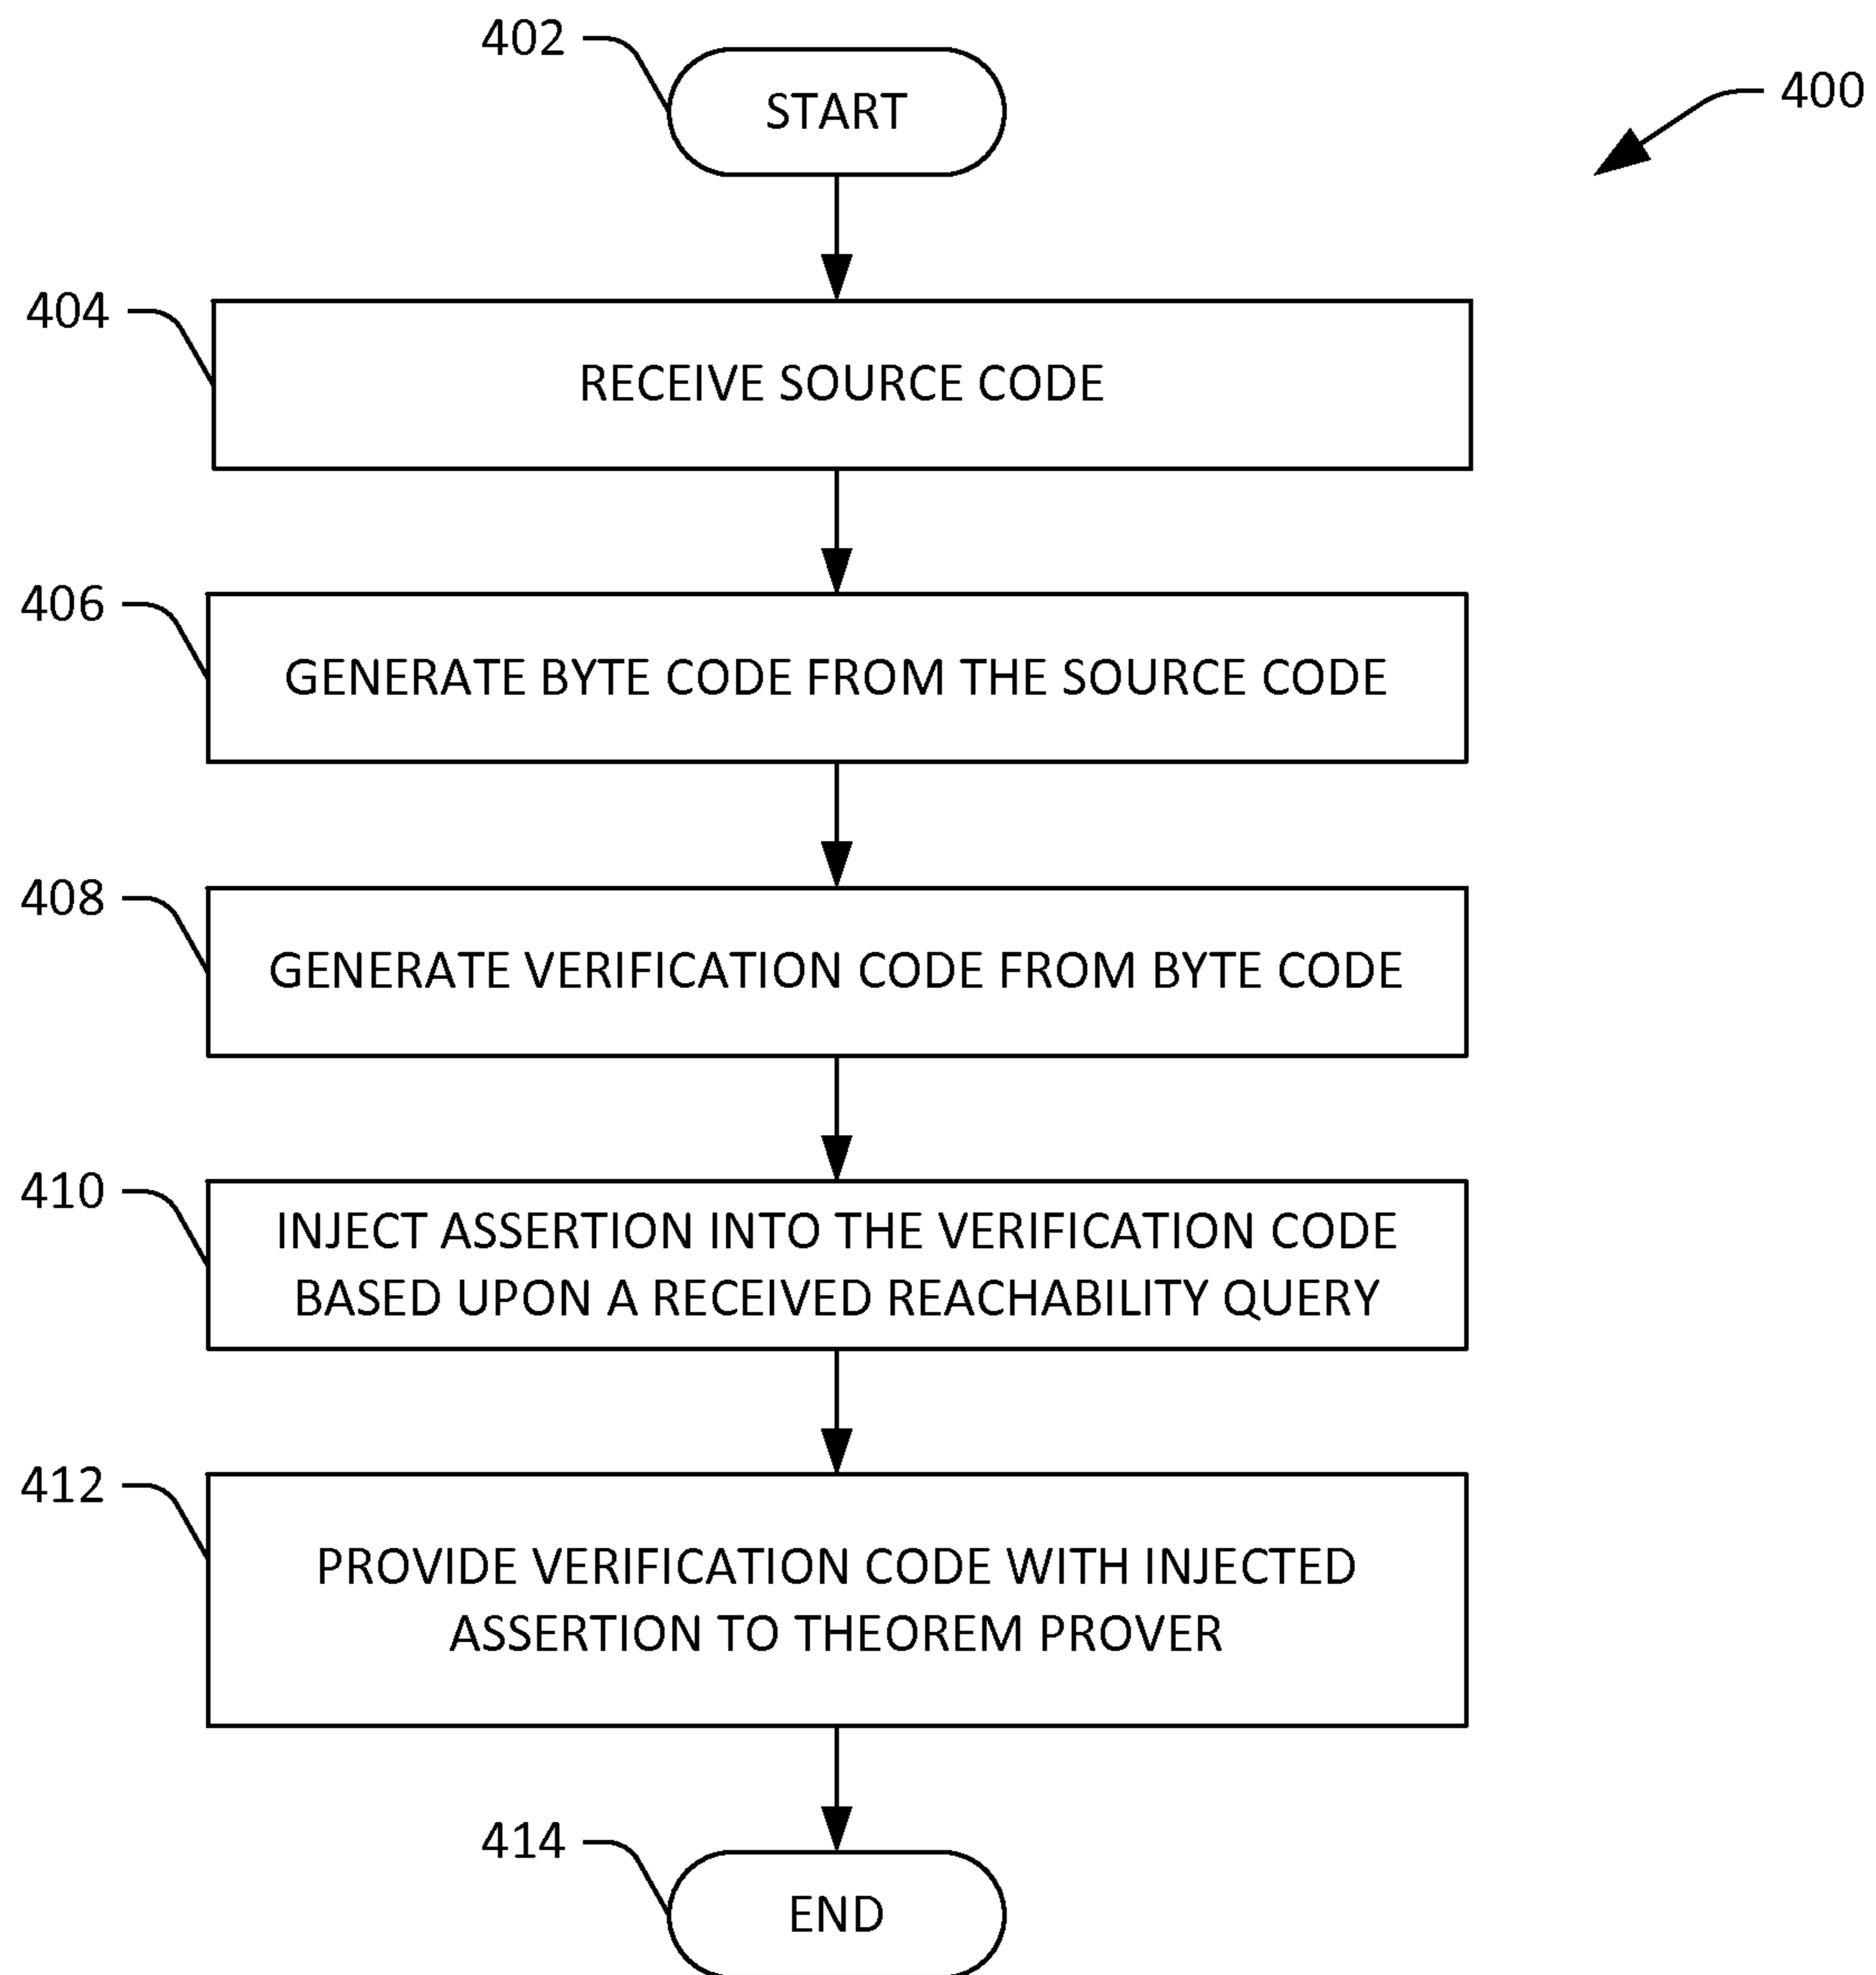 402
START
400
404
RECEIVE SOURCE CODE
406
GENERATE BYTE CODE FROM THE SOURCE CODE
408
GENERATE VERIFICATION CODE FROM BYTE CODE
410
INJECT ASSERTION INTO THE VERIFICATION CODE
BASED UPON A RECEIVED REACHABILITY QUERY
412
PROVIDE VERIFICATION CODE WITH INJECTED
ASSERTION TO THEOREM PROVER
414
END